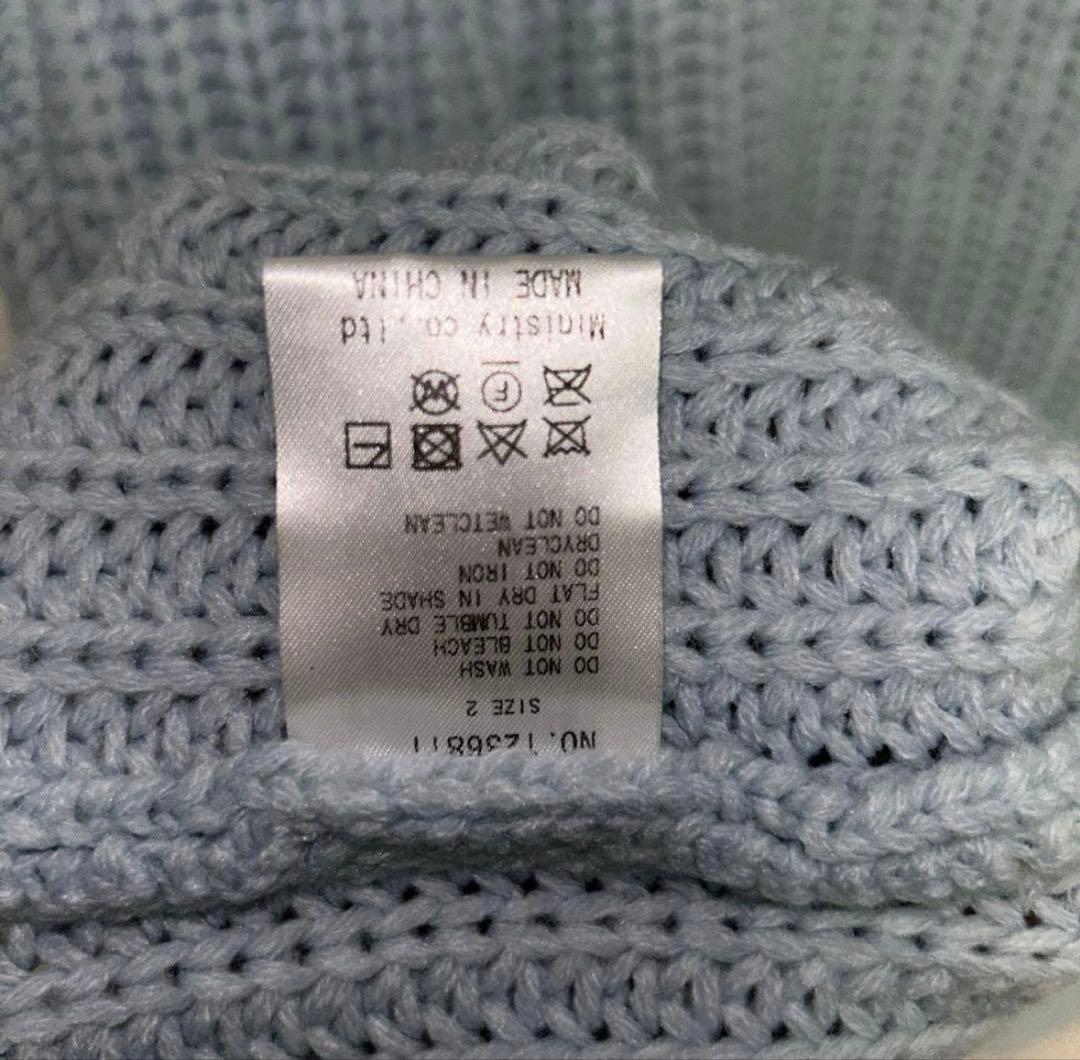 NO.1236811
SIZE 2
DO NOT WASH
DO NOT BLEACH
DO NOT TUMBLE DRY
FLAT DRY IN SHADE
DO NOT IRON
DRYCLEAN
DO NOT WETCLEAN
F
W
Ministry co.,ltd
MADE IN CHINA